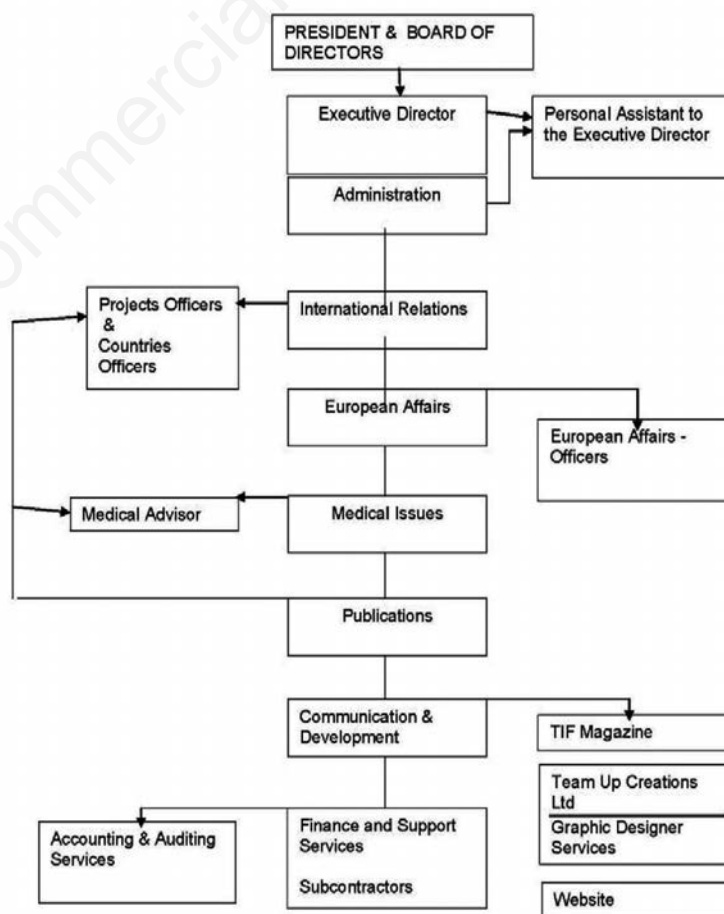 ommercial
PRESIDENT & BOARD OF
DIRECTORS
Executive Director
Personal Assistant to
the Executive Director
Administration
Projects Officers
&
Countries
Officers
International Relations
European Affairs
European Affairs -
Officers
Medical Advisor
Medical Issues
Publications
Communication &
Development
TIF Magazine
Team Up Creations
Ltd
Graphic Designer
Services
Accounting & Auditing
Services
Finance and Support
Services
Subcontractors
Website